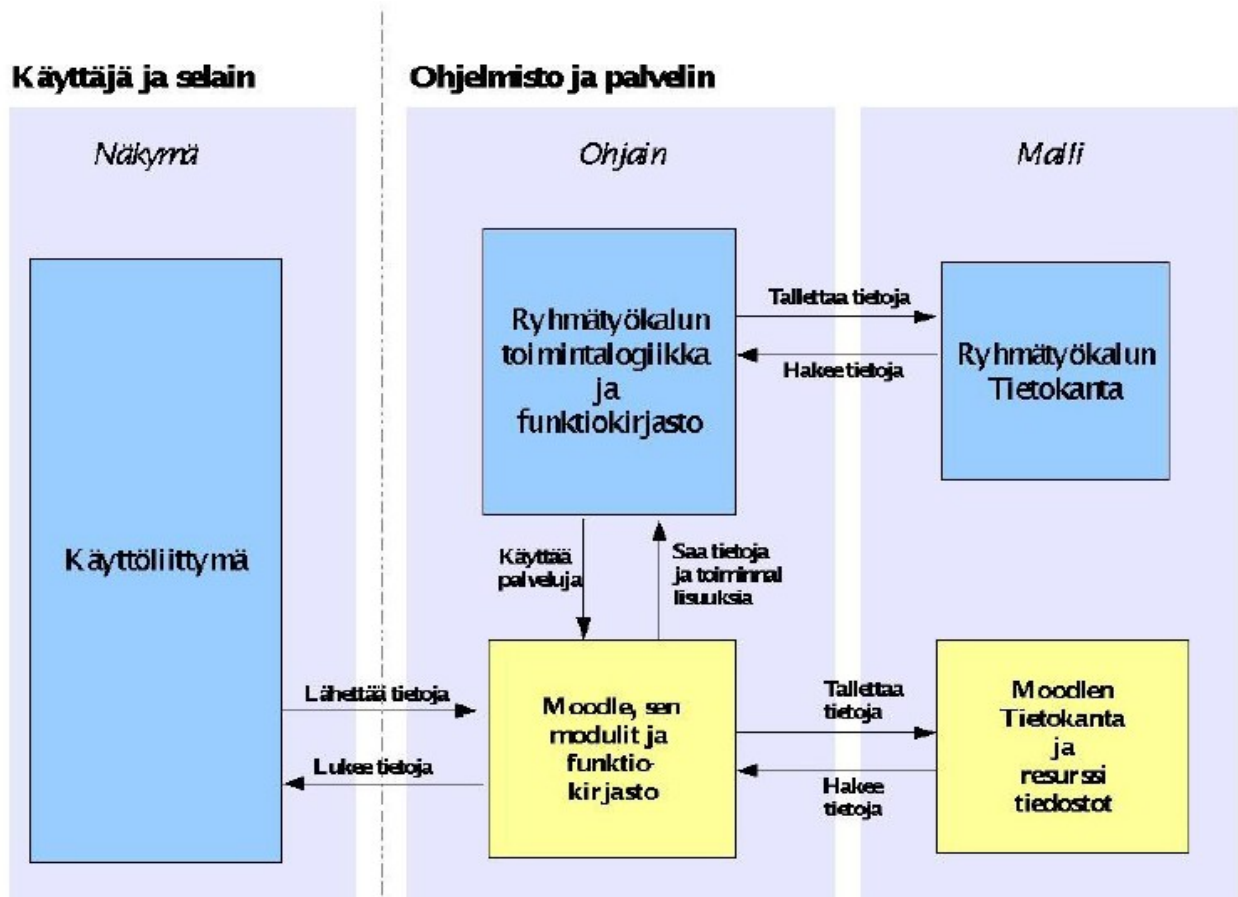 Käyttäjä ja selain
Ohjelmisto ja palvelin
Näkymä
Ohjain
Malli
Käyttöliittymä
Ryhmätyökalun
toimintalogiikka
ja
funktiokirjasto
Tallettaa tietoja
Hakee tietoja
Ryhmätyökalun
Tietokanta
Käyttää
palveluja
Saa tietoja
ja toiminnal
lisuuksia
Lähettää tietoja
Lukee tietoja
Moodle, sen
modulit ja
funktio-
kirjasto
Tallettaa
tietoja
Hakee
tietoja
Moodlen
Tietokanta
ja
resurssi
tiedostot